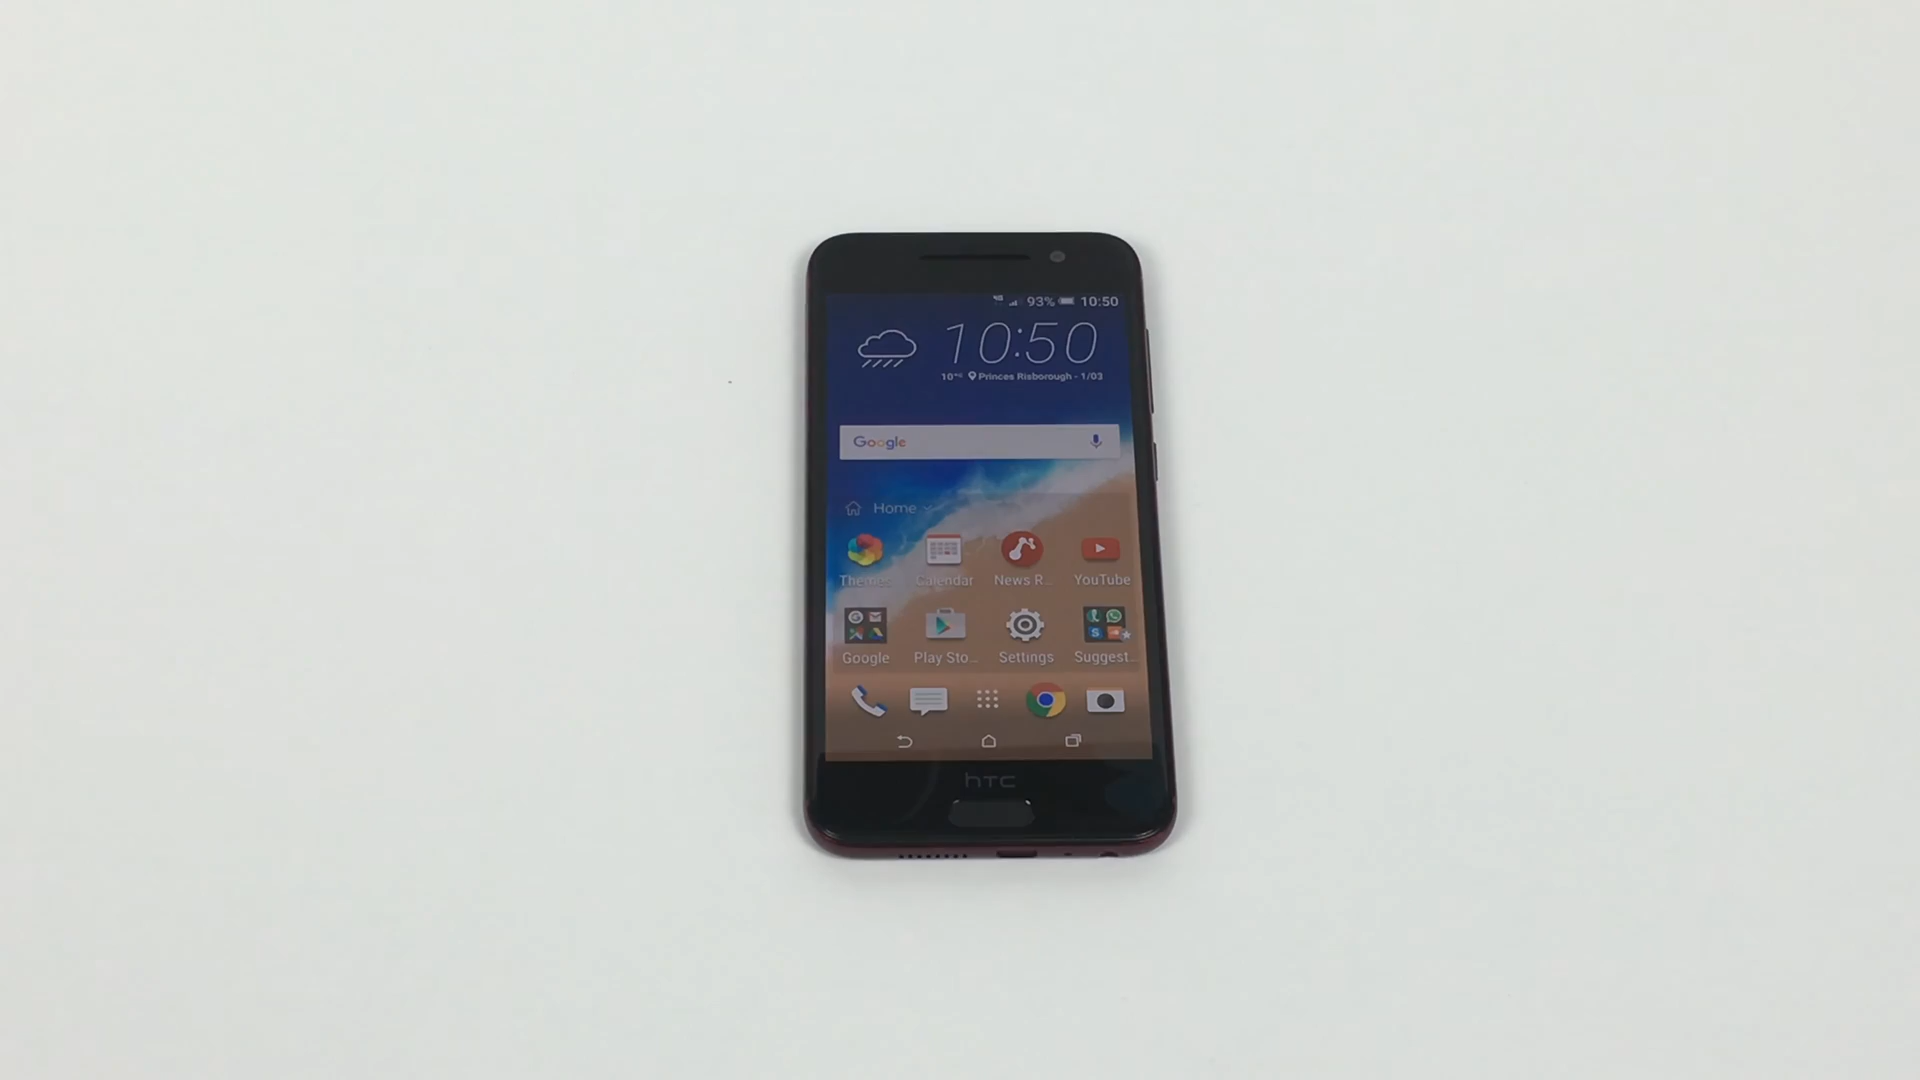 93% 10:50
10:50
10°C Princes Risborough - 1/03
Google
Home
Themes Calendar News R... YouTube
Google Play Sto... Settings Suggest...
hTC